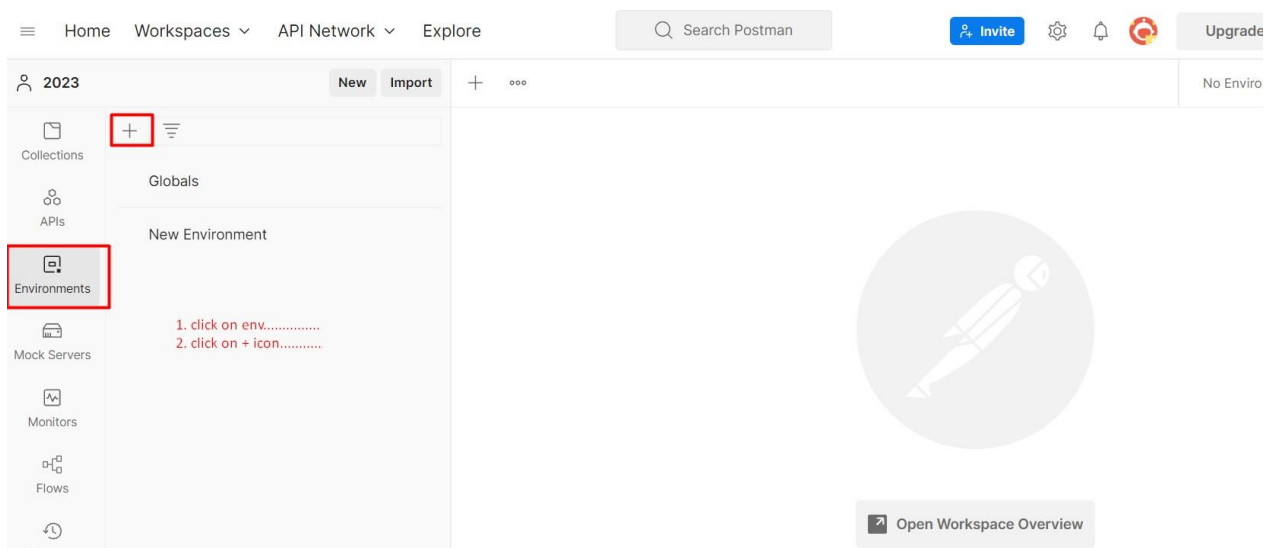 Home Workspaces API Network Explore Search Postman Invite Upgrade
2023 New Import No Enviro
Collections
Globals
APIs
New Environment
Environments
1. click on env...............
2. click on + icon...........
Mock Servers
Monitors
Flows
Open Workspace Overview